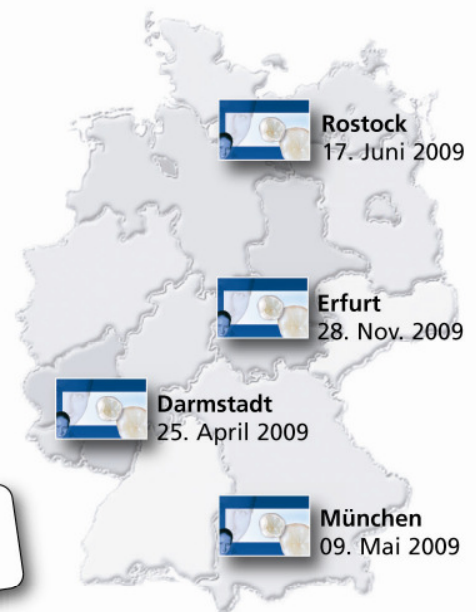 Rostock
17. Juni 2009
Erfurt
28. Nov. 2009
Darmstadt
25. April 2009
München
09. Mai 2009